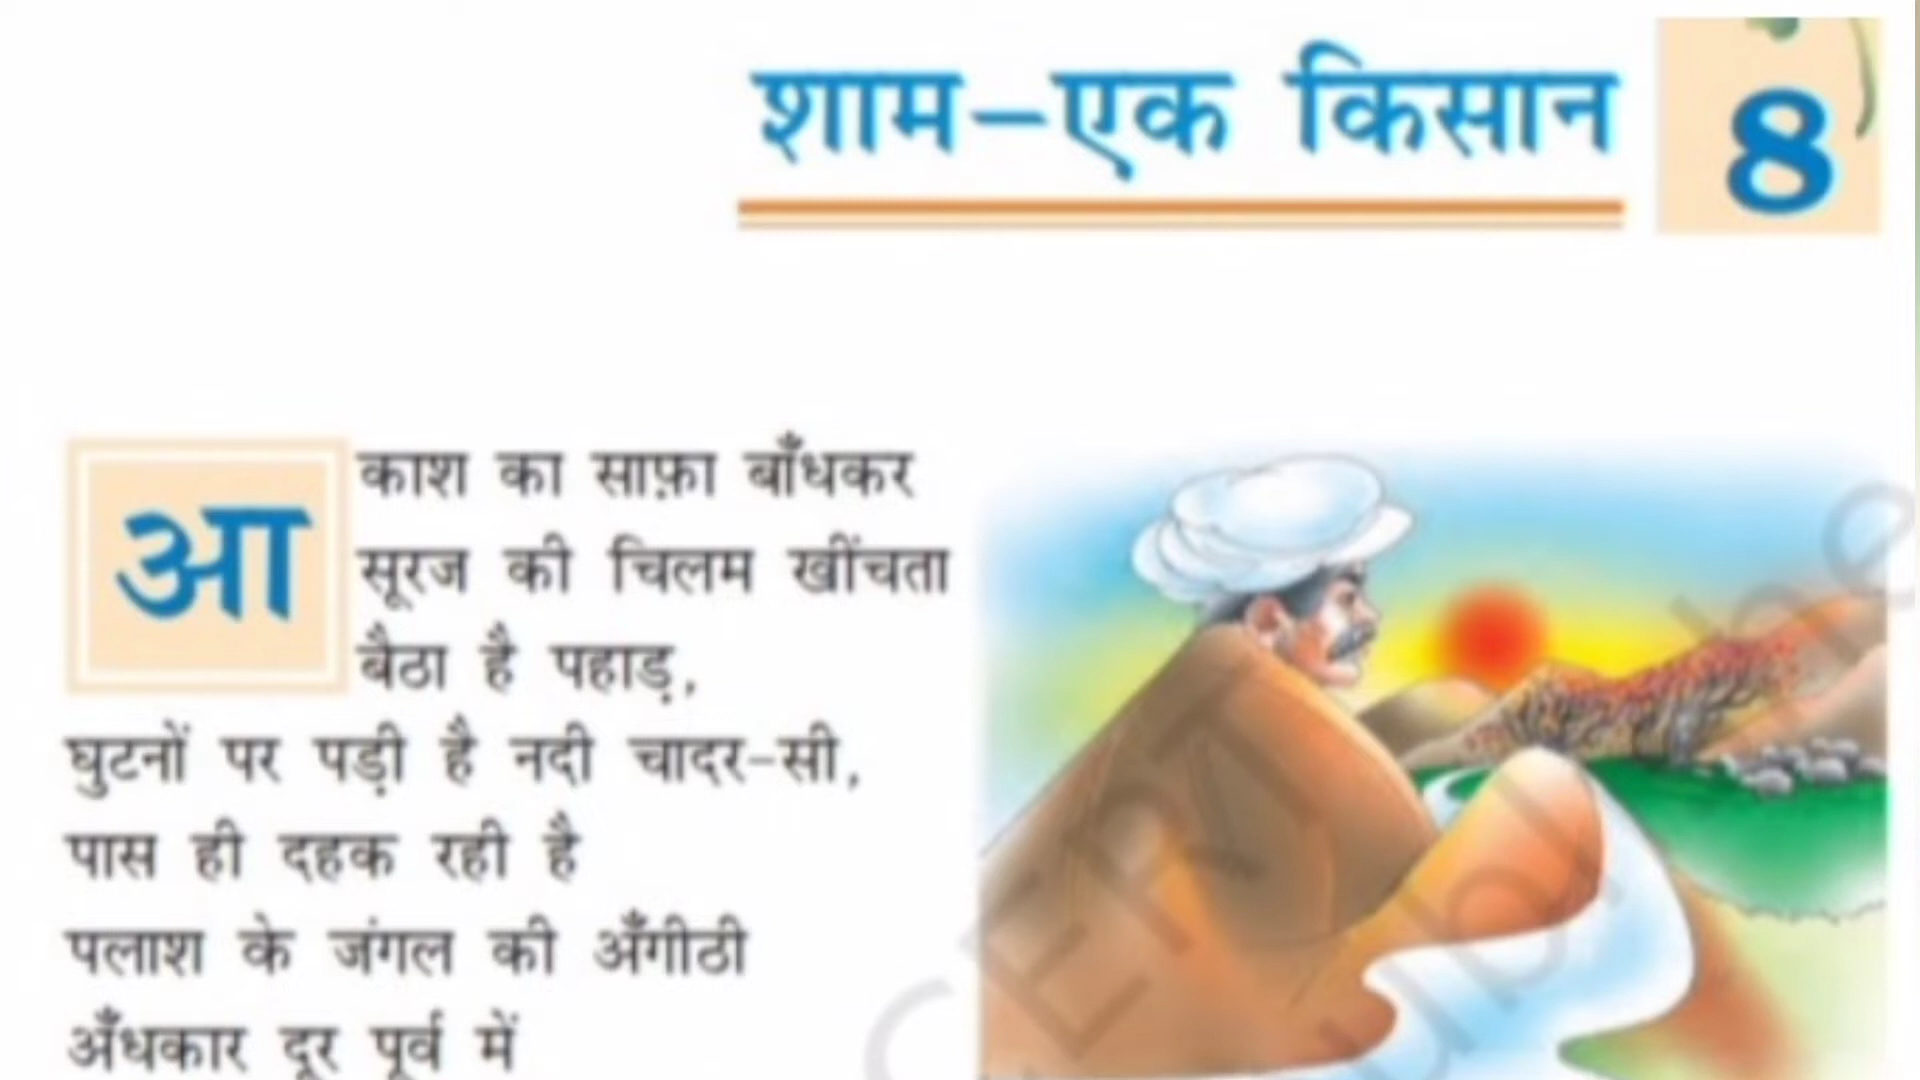 शाम–एक किसान
8
आकाश का साफ़ा बाँधकर
सूरज की चिलम खींचता
बैठा है पहाड़,
घुटनों पर पड़ी है नदी चादर-सी,
पास ही दहक रही है
पलाश के जंगल की अँगीठी
अँधकार दूर पूर्व में